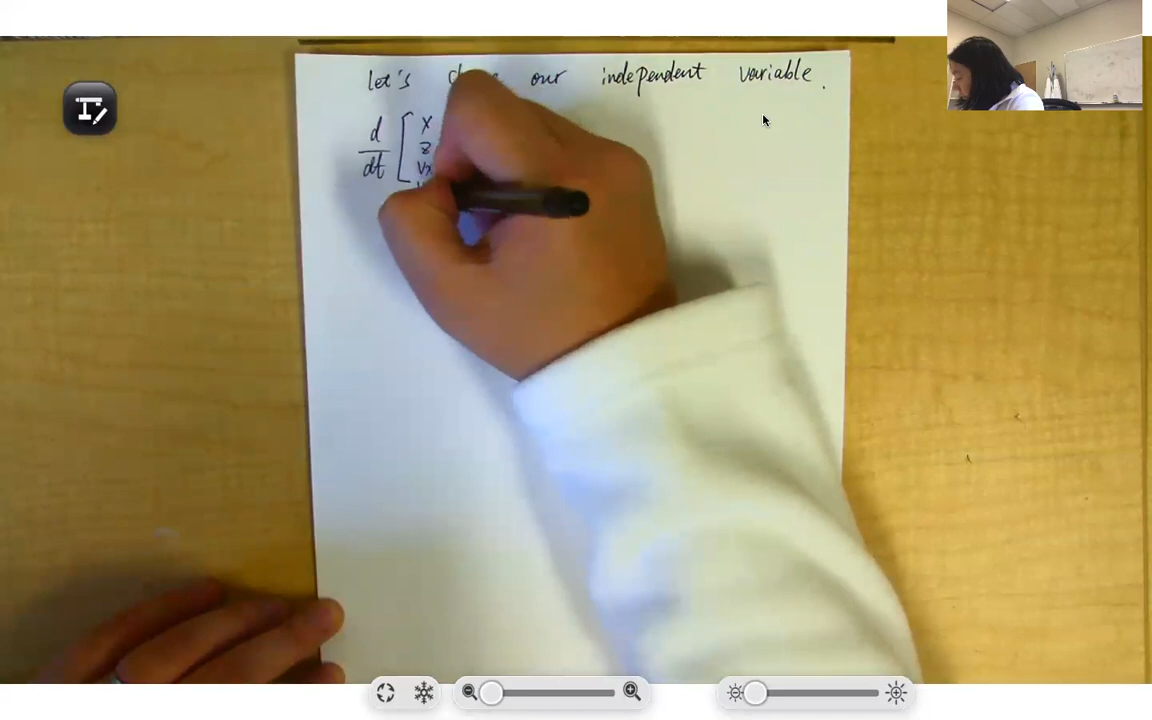 let's our independent variable.
d
dt
x
z
Vx